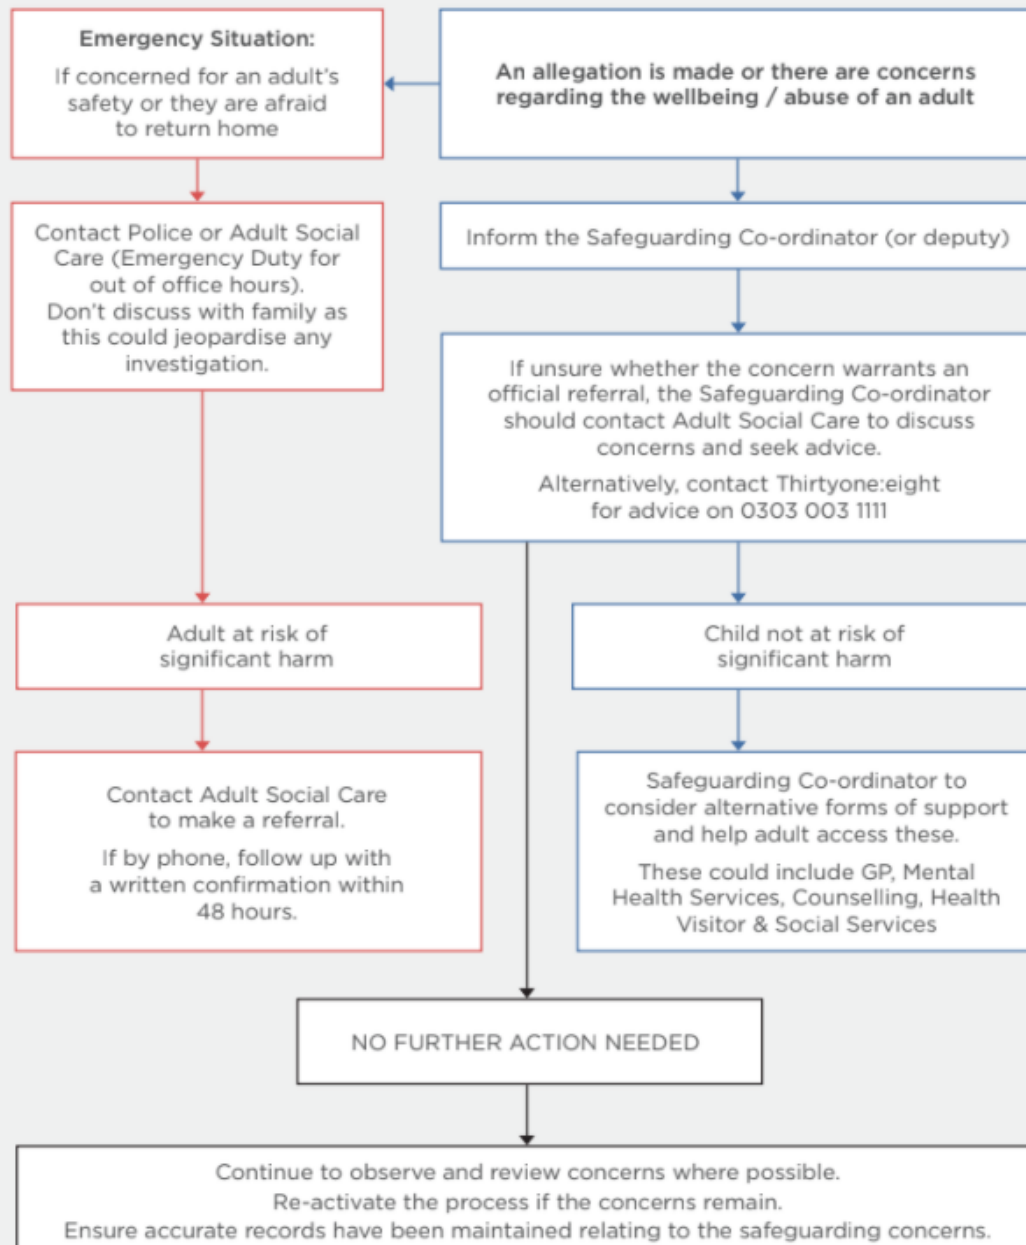 Emergency Situation:
If concerned for an adult's
safety or they are afraid
to return home
An allegation is made or there are concerns
regarding the wellbeing / abuse of an adult
Contact Police or Adult Social
Care (Emergency Duty for
out of office hours).
Don't discuss with family as
this could jeopardise any
investigation.
Inform the Safeguarding Co-ordinator (or deputy)
If unsure whether the concern warrants an
official referral, the Safeguarding Co-ordinator
should contact Adult Social Care to discuss
concerns and seek advice.
Alternatively, contact Thirtyone:eight
for advice on 0303 003 1111
Adult at risk of
significant harm
Child not at risk of
significant harm
Contact Adult Social Care
to make a referral.
If by phone, follow up with
a written confirmation within
48 hours.
Safeguarding Co-ordinator to
consider alternative forms of support
and help adult access these.
These could include GP, Mental
Health Services, Counselling, Health
Visitor & Social Services
NO FURTHER ACTION NEEDED
Continue to observe and review concerns where possible.
Re-activate the process if the concerns remain.
Ensure accurate records have been maintained relating to the safeguarding concerns.